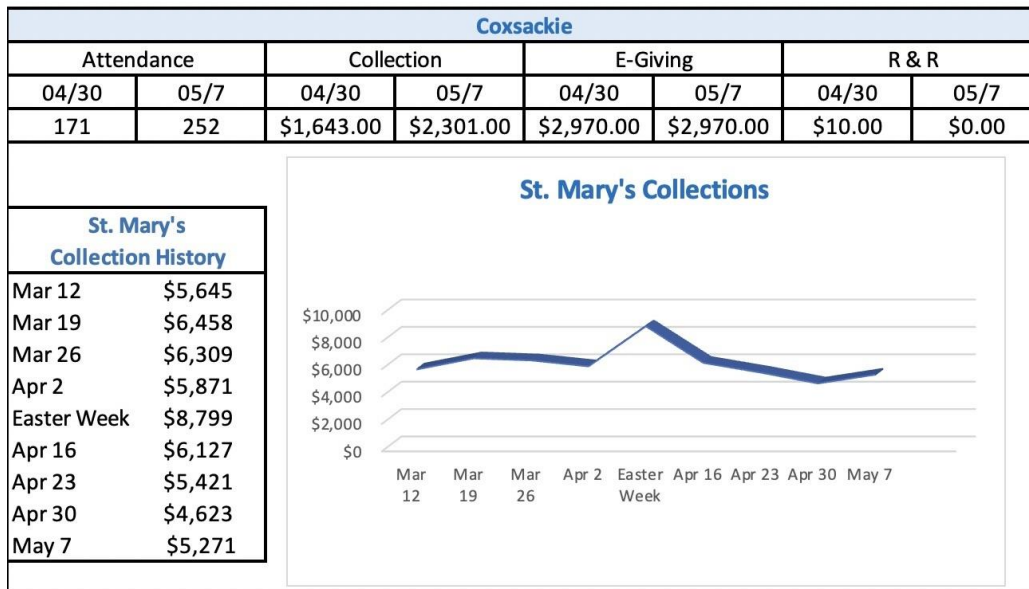 Coxsackie
Attendance Collection E-Giving R & R
04/30 05/7 04/30 05/7 04/30 05/7 04/30 05/7
171 252 $1,643.00 $2,301.00 $2,970.00 $2,970.00 $10.00 $0.00
St. Mary's
Collection History
Mar 12 $5,645
Mar 19 $6,458
Mar 26 $6,309
Apr 2 $5,871
Easter Week $8,799
Apr 16 $6,127
Apr 23 $5,421
Apr 30 $4,623
May 7 $5,271
St. Mary's Collections
$10,000
$8,000
$6,000
$4,000
$2,000
$0
Mar Mar Mar Apr 2 Easter Apr 16 Apr 23 Apr 30 May 7
12 19 26 Week